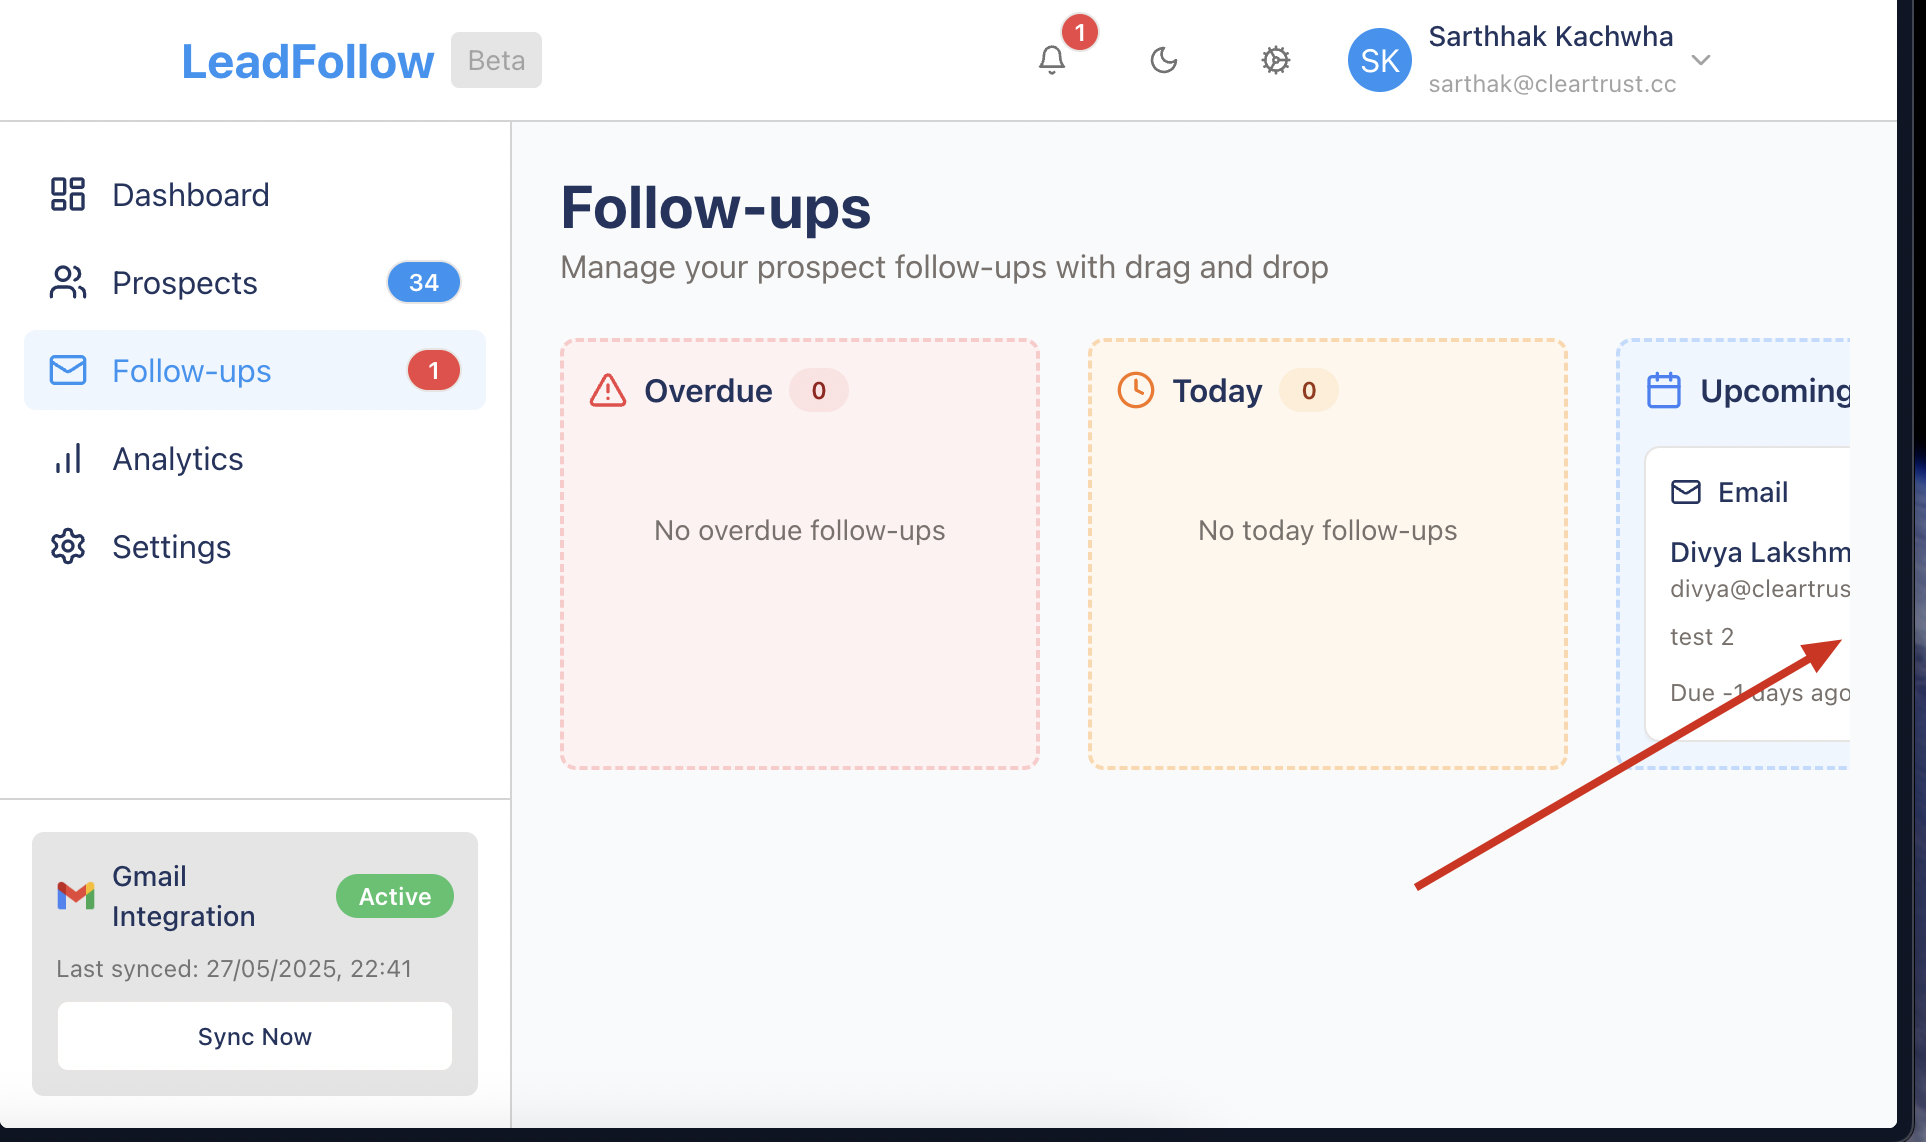 LeadFollow Beta
1
SK
Sarthhak Kachwha
sarthak@cleartrust.cc
Dashboard
Prospects 34
Follow-ups 1
Analytics
Settings
Gmail
Integration
Active
Last synced: 27/05/2025, 22:41
Sync Now
Follow-ups
Manage your prospect follow-ups with drag and drop
Overdue 0
No overdue follow-ups
Today 0
No today follow-ups
Upcoming
Email
Divya Lakshm
divya@cleartrus
test 2
Due -1 days ago